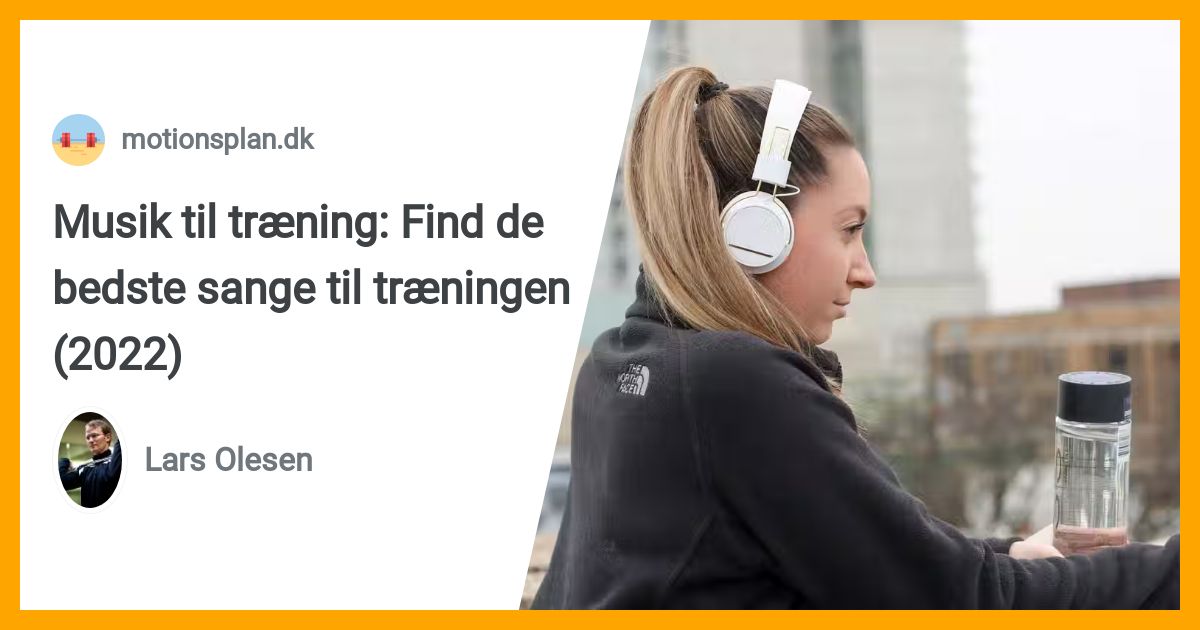 motionsplan.dk
Musik til træning: Find de
bedste sange til træningen
(2022)
Lars Olesen
THE
NORTH
FACE